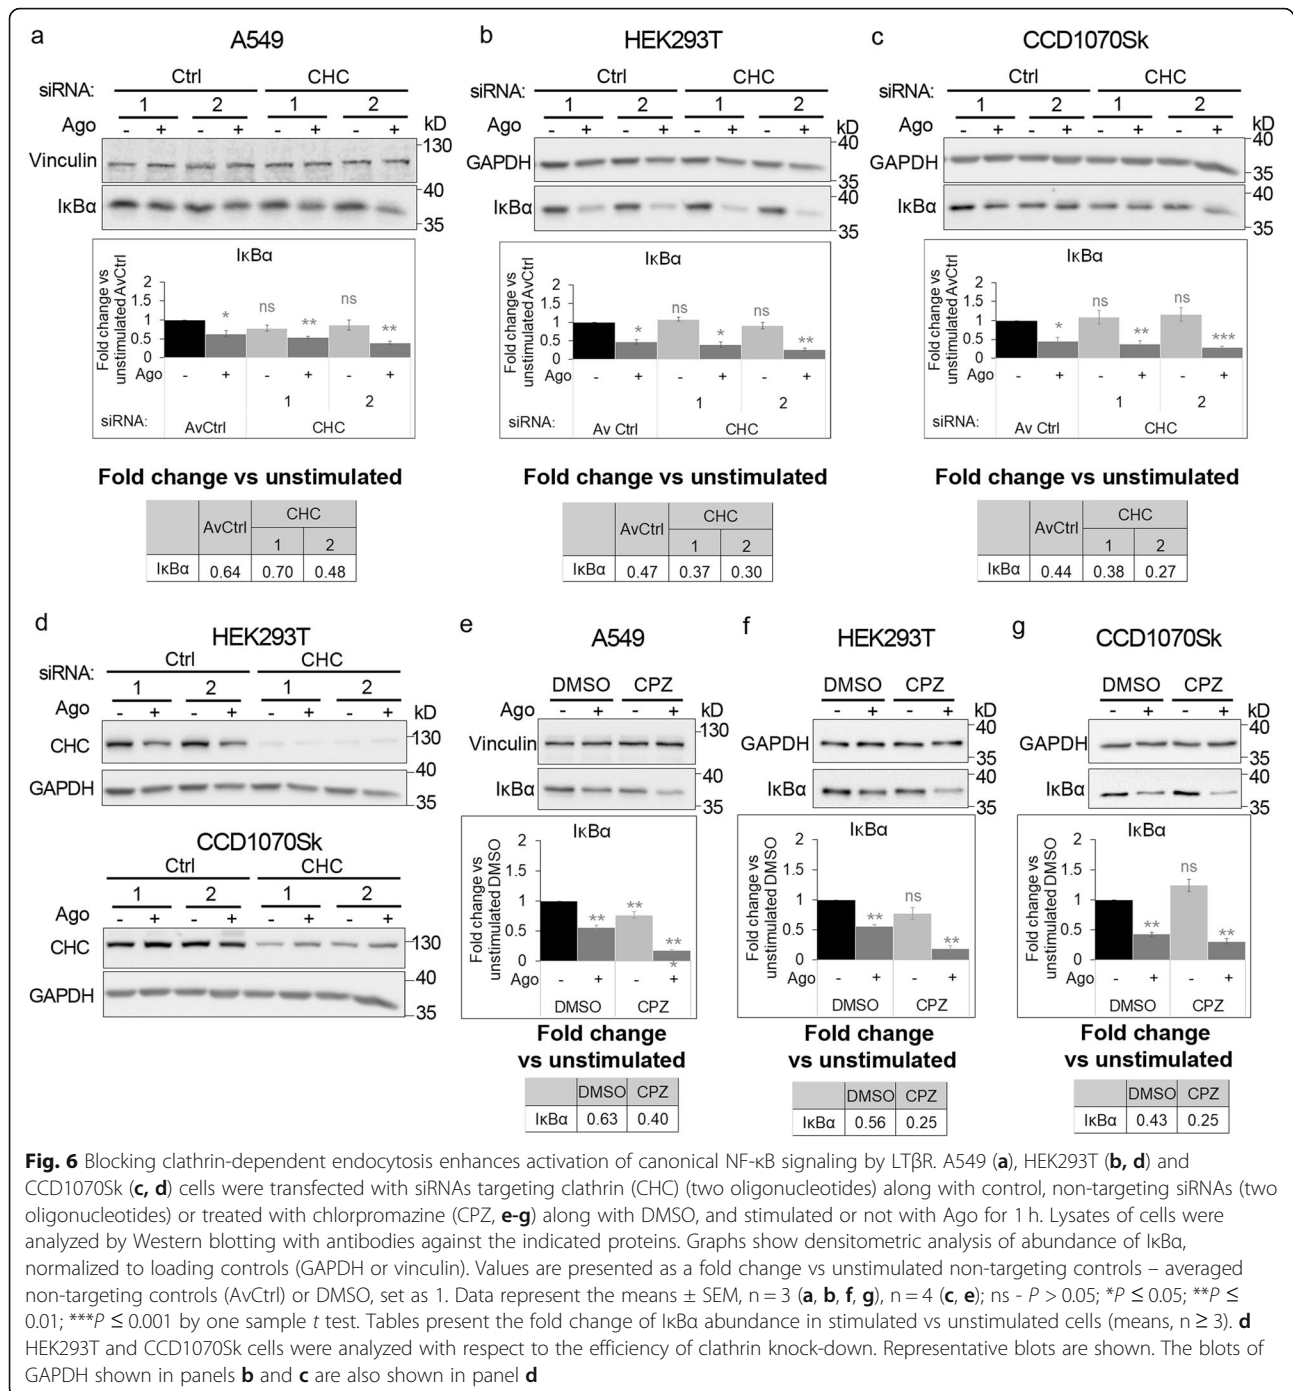 a
A549
Ctrl CHC
siRNA:
1 2 1 2
Ago - + - + - + - + kD
Vinculin 130
IκBα 40
35
IκBα
Fold change vs
unstimulated AvCtrl
2
1.5
1
0.5
0
* ns ** ns **
Ago - + - + - +
1 2
siRNA: AvCtrl CHC
Fold change vs unstimulated
AvCtrl CHC
1 2
IκBα 0.64 0.70 0.48
b
HEK293T
Ctrl CHC
siRNA:
1 2 1 2
Ago - + - + - + - + kD
GAPDH 40
35
IκBα 40
35
IκBα
Fold change vs
unstimulated AvCtrl
2
1.5
1
0.5
0
* ns * ns **
Ago - + - + - +
1 2
siRNA: Av Ctrl CHC
Fold change vs unstimulated
AvCtrl CHC
1 2
IκBα 0.47 0.37 0.30
c
CCD1070Sk
Ctrl CHC
siRNA:
1 2 1 2
Ago - + - + - + - + kD
GAPDH 40
35
IκBα 40
35
IκBα
Fold change vs
unstimulated AvCtrl
2
1.5
1
0.5
0
* ns ** ns ***
Ago - + - + - +
1 2
siRNA: Av Ctrl CHC
Fold change vs unstimulated
AvCtrl CHC
1 2
IκBα 0.44 0.38 0.27
d
HEK293T
Ctrl CHC
siRNA:
1 2 1 2
Ago - + - + - + - + kD
CHC 130
GAPDH 40
35
CCD1070Sk
Ctrl CHC
1 2 1 2
Ago - + - + - + - +
CHC 130
GAPDH 40
35
e
A549
DMSO CPZ
Ago - + - + kD
Vinculin 130
IκBα 40
35
IκBα
Fold change vs
unstimulated DMSO
2
1.5
1
0.5
0
** ** **
*
Ago - + - +
DMSO CPZ
Fold change
vs unstimulated
DMSO CPZ
IκBα 0.63 0.40
f
HEK293T
DMSO CPZ
Ago - + - + kD
GAPDH 40
35
IκBα 40
35
IκBα
Fold change vs
unstimulated DMSO
2
1.5
1
0.5
0
** ns **
Ago - + - +
DMSO CPZ
Fold change
vs unstimulated
DMSO CPZ
IκBα 0.56 0.25
g
CCD1070Sk
DMSO CPZ
Ago - + - + kD
GAPDH 40
35
IκBα 40
35
IκBα
Fold change vs
unstimulated DMSO
2
1.5
1
0.5
0
** ns **
Ago - + - +
DMSO CPZ
Fold change
vs unstimulated
DMSO CPZ
IκBα 0.43 0.25
Fig. 6 Blocking clathrin-dependent endocytosis enhances activation of canonical NF-κB signaling by LTβR. A549 (a), HEK293T (b, d) and
CCD1070Sk (c, d) cells were transfected with siRNAs targeting clathrin (CHC) (two oligonucleotides) along with control, non-targeting siRNAs (two
oligonucleotides) or treated with chlorpromazine (CPZ, e-g) along with DMSO, and stimulated or not with Ago for 1 h. Lysates of cells were
analyzed by Western blotting with antibodies against the indicated proteins. Graphs show densitometric analysis of abundance of IκBα,
normalized to loading controls (GAPDH or vinculin). Values are presented as a fold change vs unstimulated non-targeting controls – averaged
non-targeting controls (AvCtrl) or DMSO, set as 1. Data represent the means ± SEM, n = 3 (a, b, f, g), n = 4 (c, e); ns - P > 0.05; *P ≤ 0.05; **P ≤
0.01; ***P ≤ 0.001 by one sample t test. Tables present the fold change of IκBα abundance in stimulated vs unstimulated cells (means, n ≥ 3). d
HEK293T and CCD1070Sk cells were analyzed with respect to the efficiency of clathrin knock-down. Representative blots are shown. The blots of
GAPDH shown in panels b and c are also shown in panel d